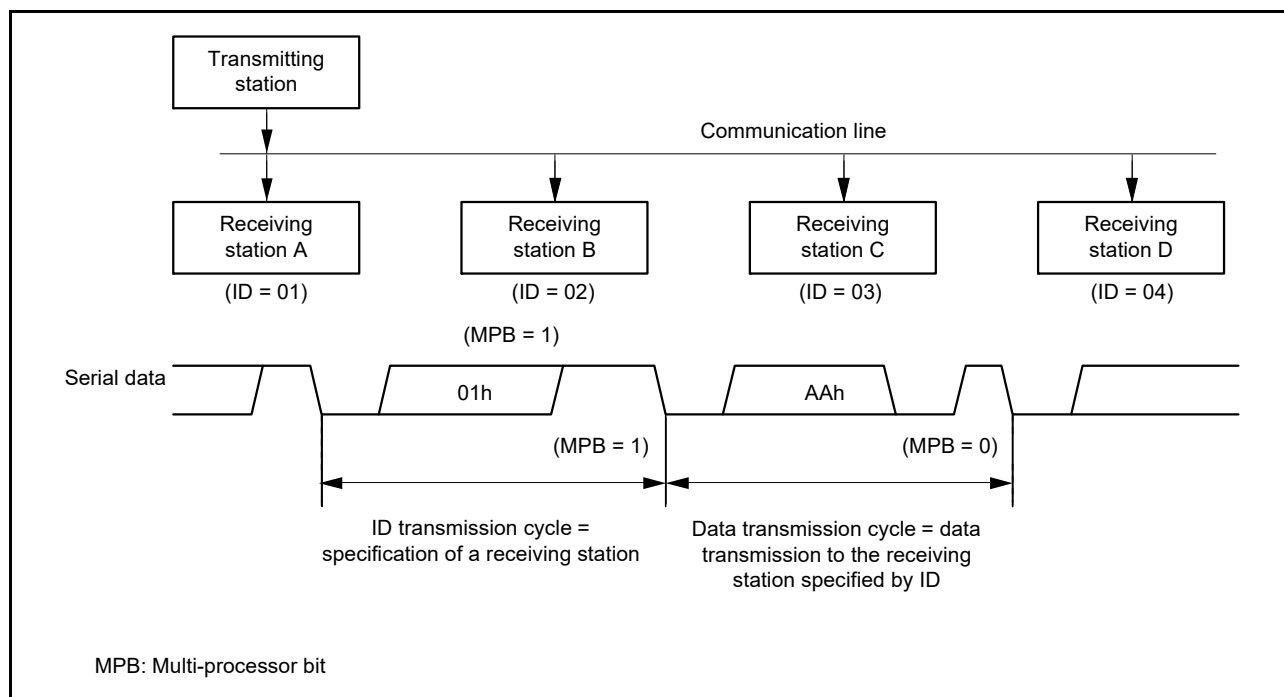 Transmitting
station
Communication line
Receiving
station A
Receiving
station B
Receiving
station C
Receiving
station D
(ID = 01)
(ID = 02)
(ID = 03)
(ID = 04)
(MPB = 1)
Serial data
01h
AAh
(MPB = 1)
(MPB = 0)
ID transmission cycle =
specification of a receiving station
Data transmission cycle = data
transmission to the receiving
station specified by ID
MPB: Multi-processor bit